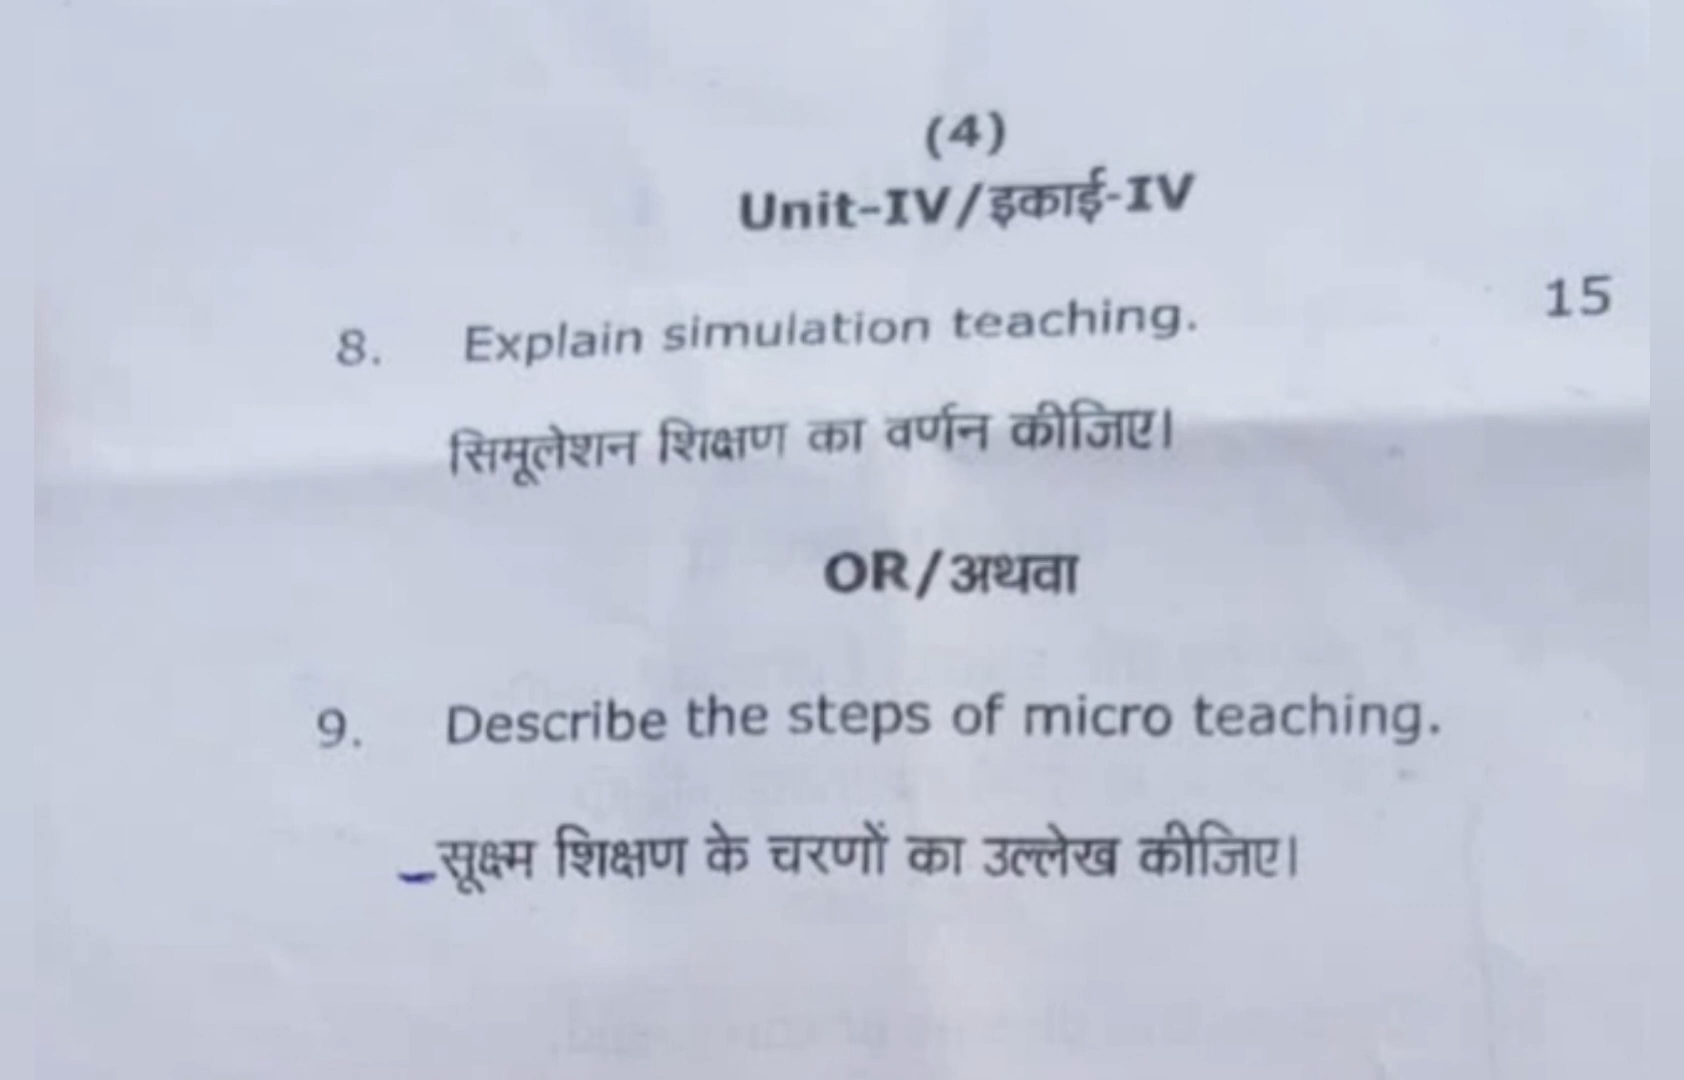 (4)
Unit-IV/इकाई-IV
8. Explain simulation teaching. 15
सिमूलेशन शिक्षण का वर्णन कीजिए।
OR/अथवा
9. Describe the steps of micro teaching.
सूक्ष्म शिक्षण के चरणों का उल्लेख कीजिए।